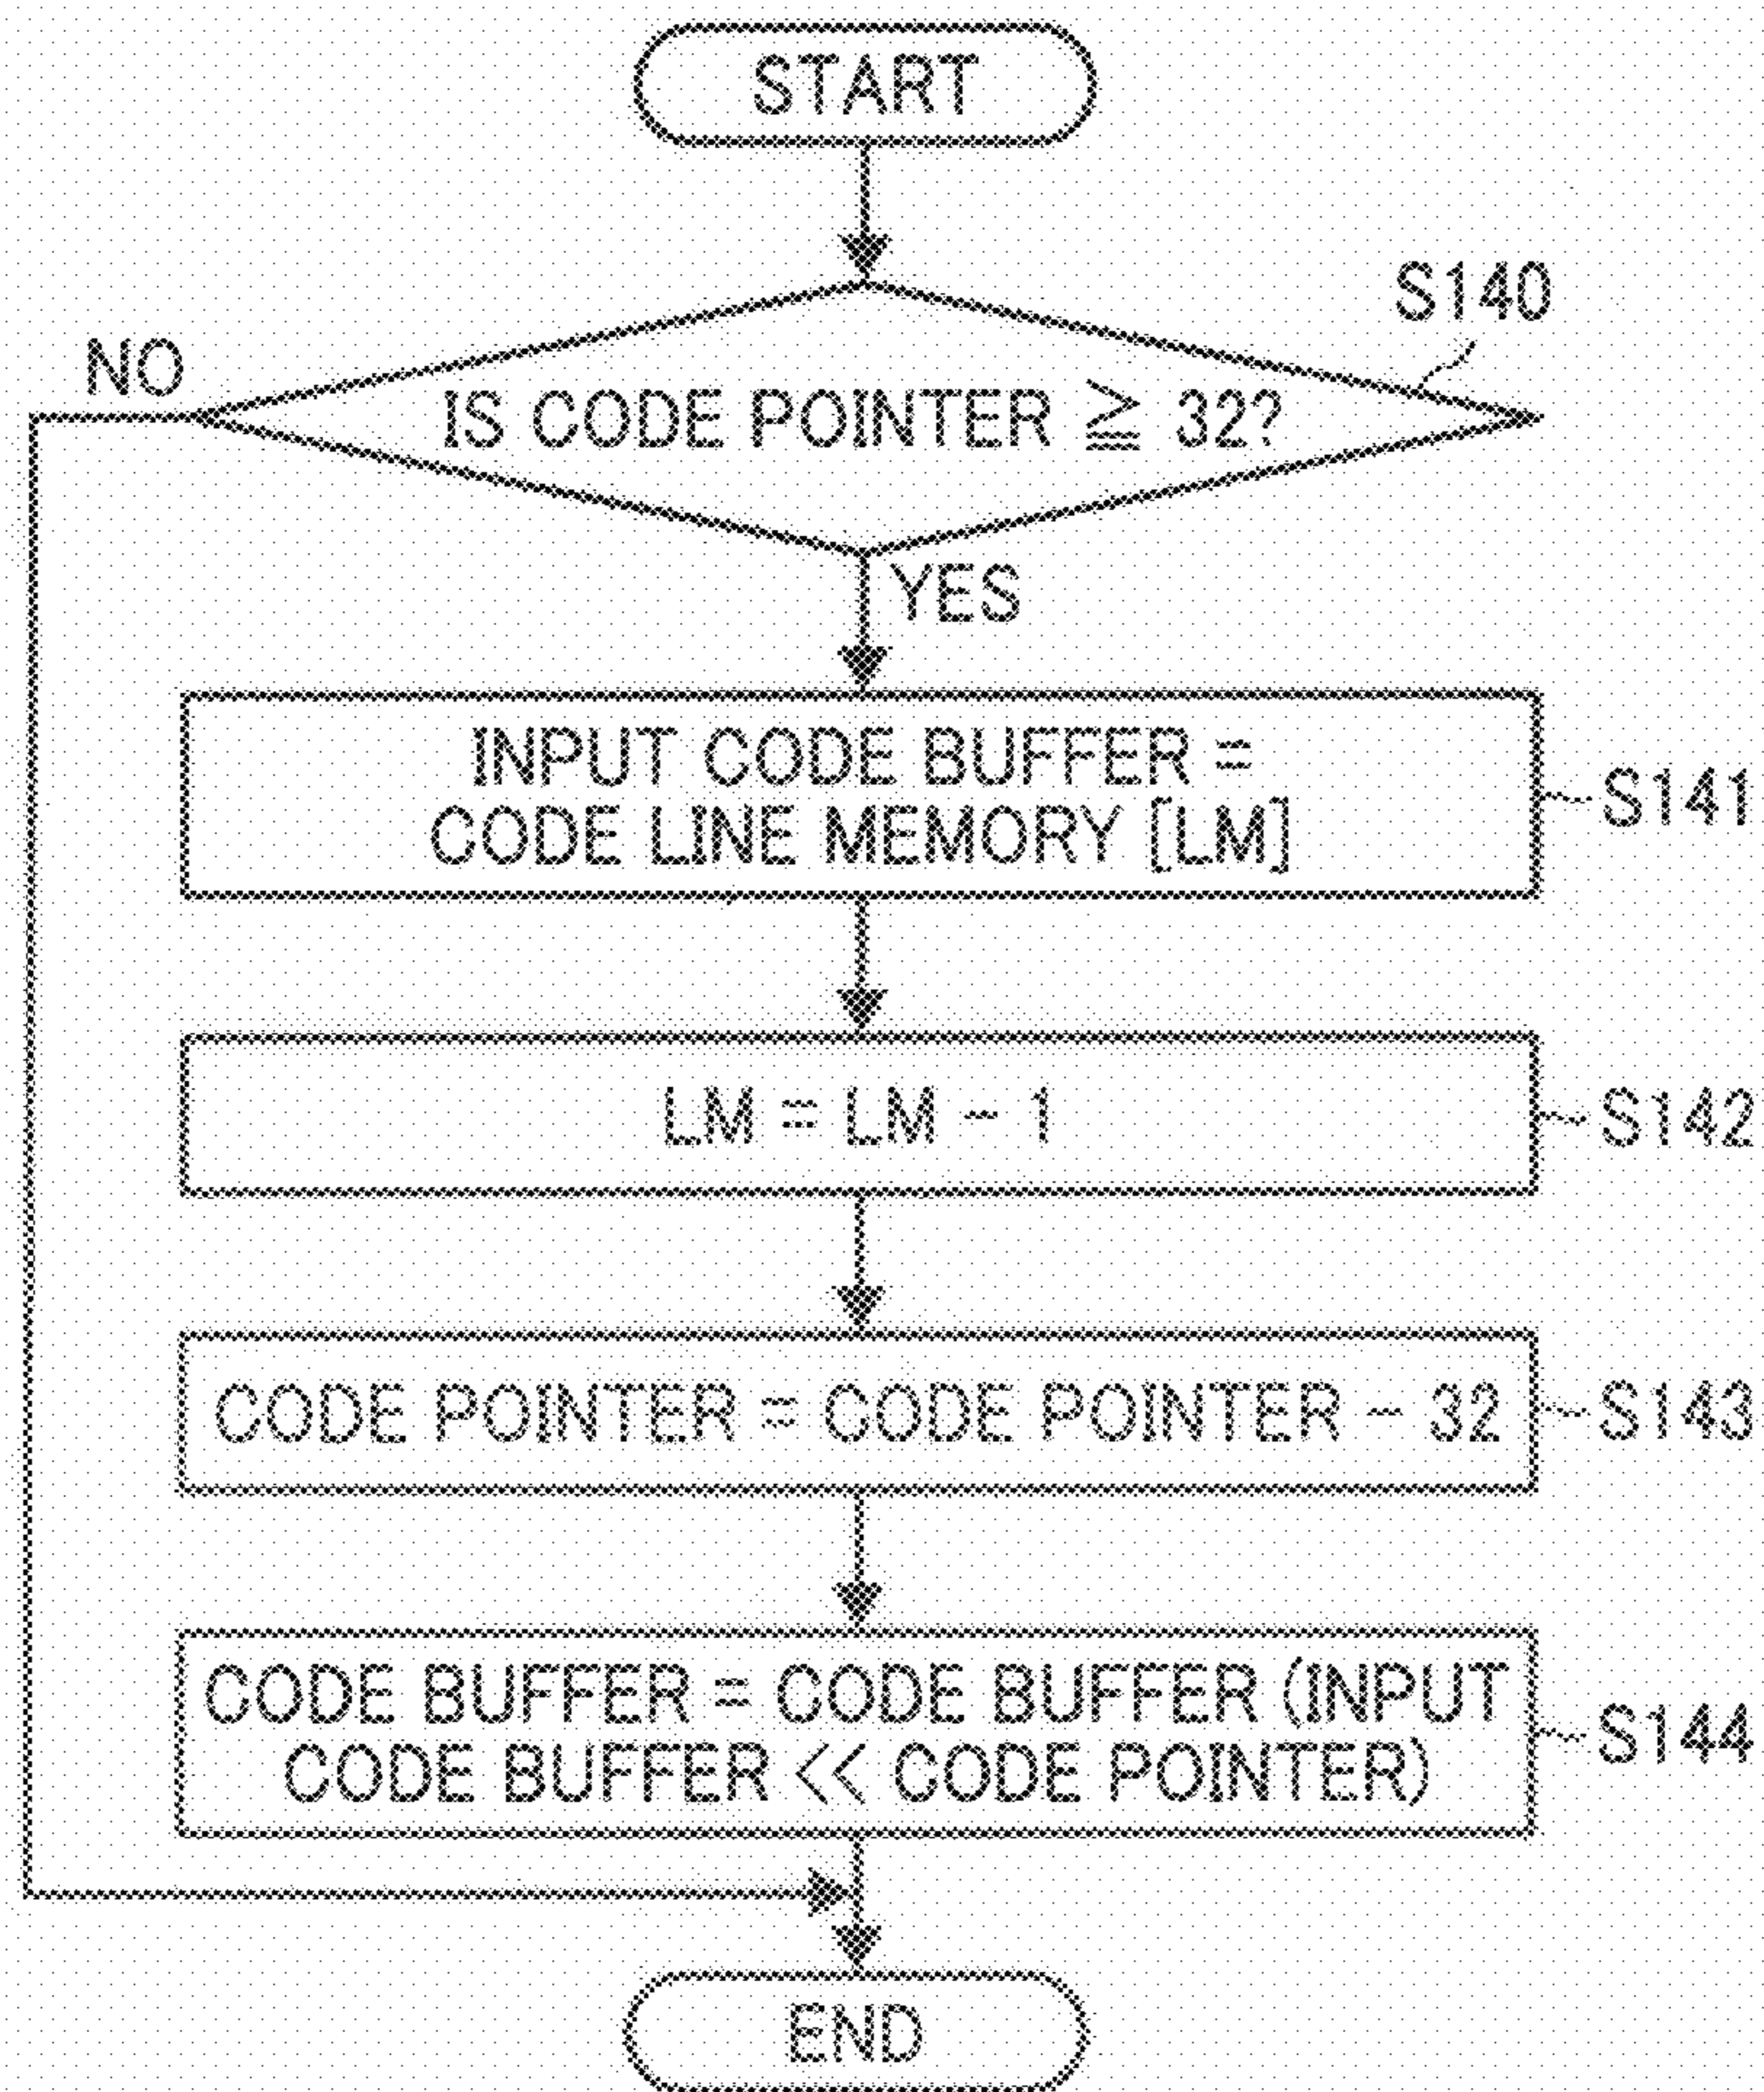 START
S140
NO
IS CODE POINTER ≧ 32?
YES
INPUT CODE BUFFER =
CODE LINE MEMORY [LM]
S141
LM = LM - 1
S142
CODE POINTER = CODE POINTER - 32
S143
CODE BUFFER = CODE BUFFER (INPUT
CODE BUFFER << CODE POINTER)
S144
END